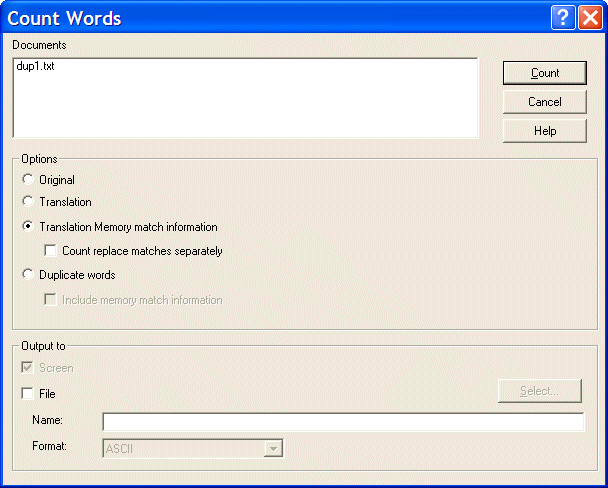 Count Words
Documents
dup1.txt
Count
Cancel
Help
Options
Original
Translation
Translation Memory match information
Count replace matches separately
Duplicate words
Include memory match information
Output to
Screen
File
Select...
Name:
Format:
ASCII